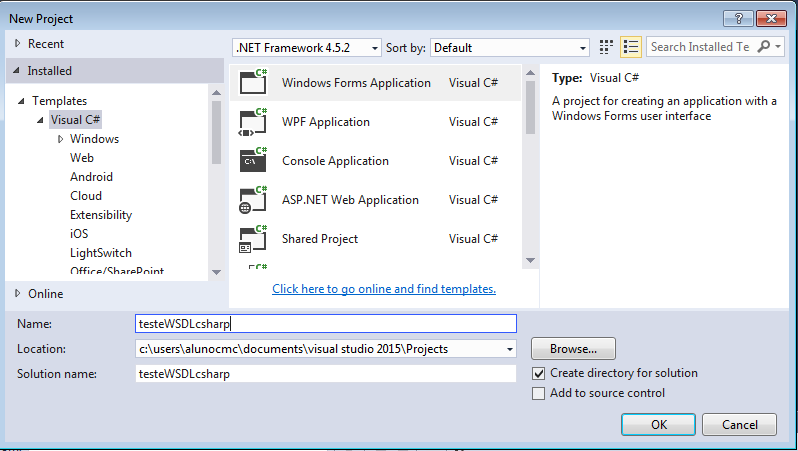 New Project
Recent
.NET Framework 4.5.2
Sort by: Default
Search Installed Te
Installed
Templates
Visual C#
Windows
Web
Android
Cloud
Extensibility
iOS
LightSwitch
Office/SharePoint
Online
C# Windows Forms Application Visual C#
C# WPF Application Visual C#
C# Console Application Visual C#
C# ASP.NET Web Application Visual C#
C# Shared Project Visual C#
C#
Click here to go online and find templates.
Type: Visual C#
A project for creating an application with a
Windows Forms user interface
Name: testeWSDLcsharp
Location: c:\users\alunocmc\documents\visual studio 2015\Projects
Browse...
Solution name: testeWSDLcsharp
Create directory for solution
Add to source control
OK
Cancel